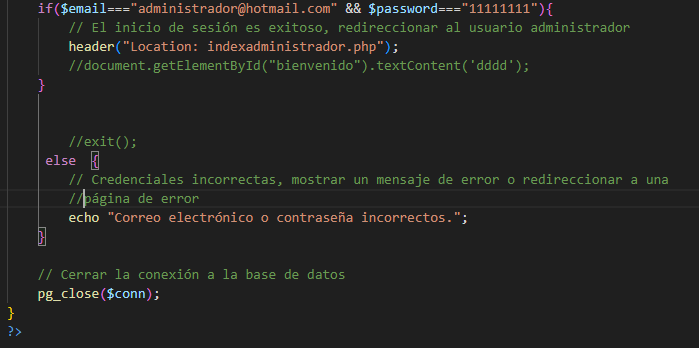 if($email==="administrador@hotmail.com" && $password==="11111111"){
// El inicio de sesión es exitoso, redireccionar al usuario administrador
header("Location: indexadministrador.php");
//document.getElementById("bienvenido").textContent('dddd');
}
//exit();
else {
// Credenciales incorrectas, mostrar un mensaje de error o redireccionar a una
//página de error
echo "Correo electrónico o contraseña incorrectos.";
}
// Cerrar la conexión a la base de datos
pg_close($conn);
}
?>